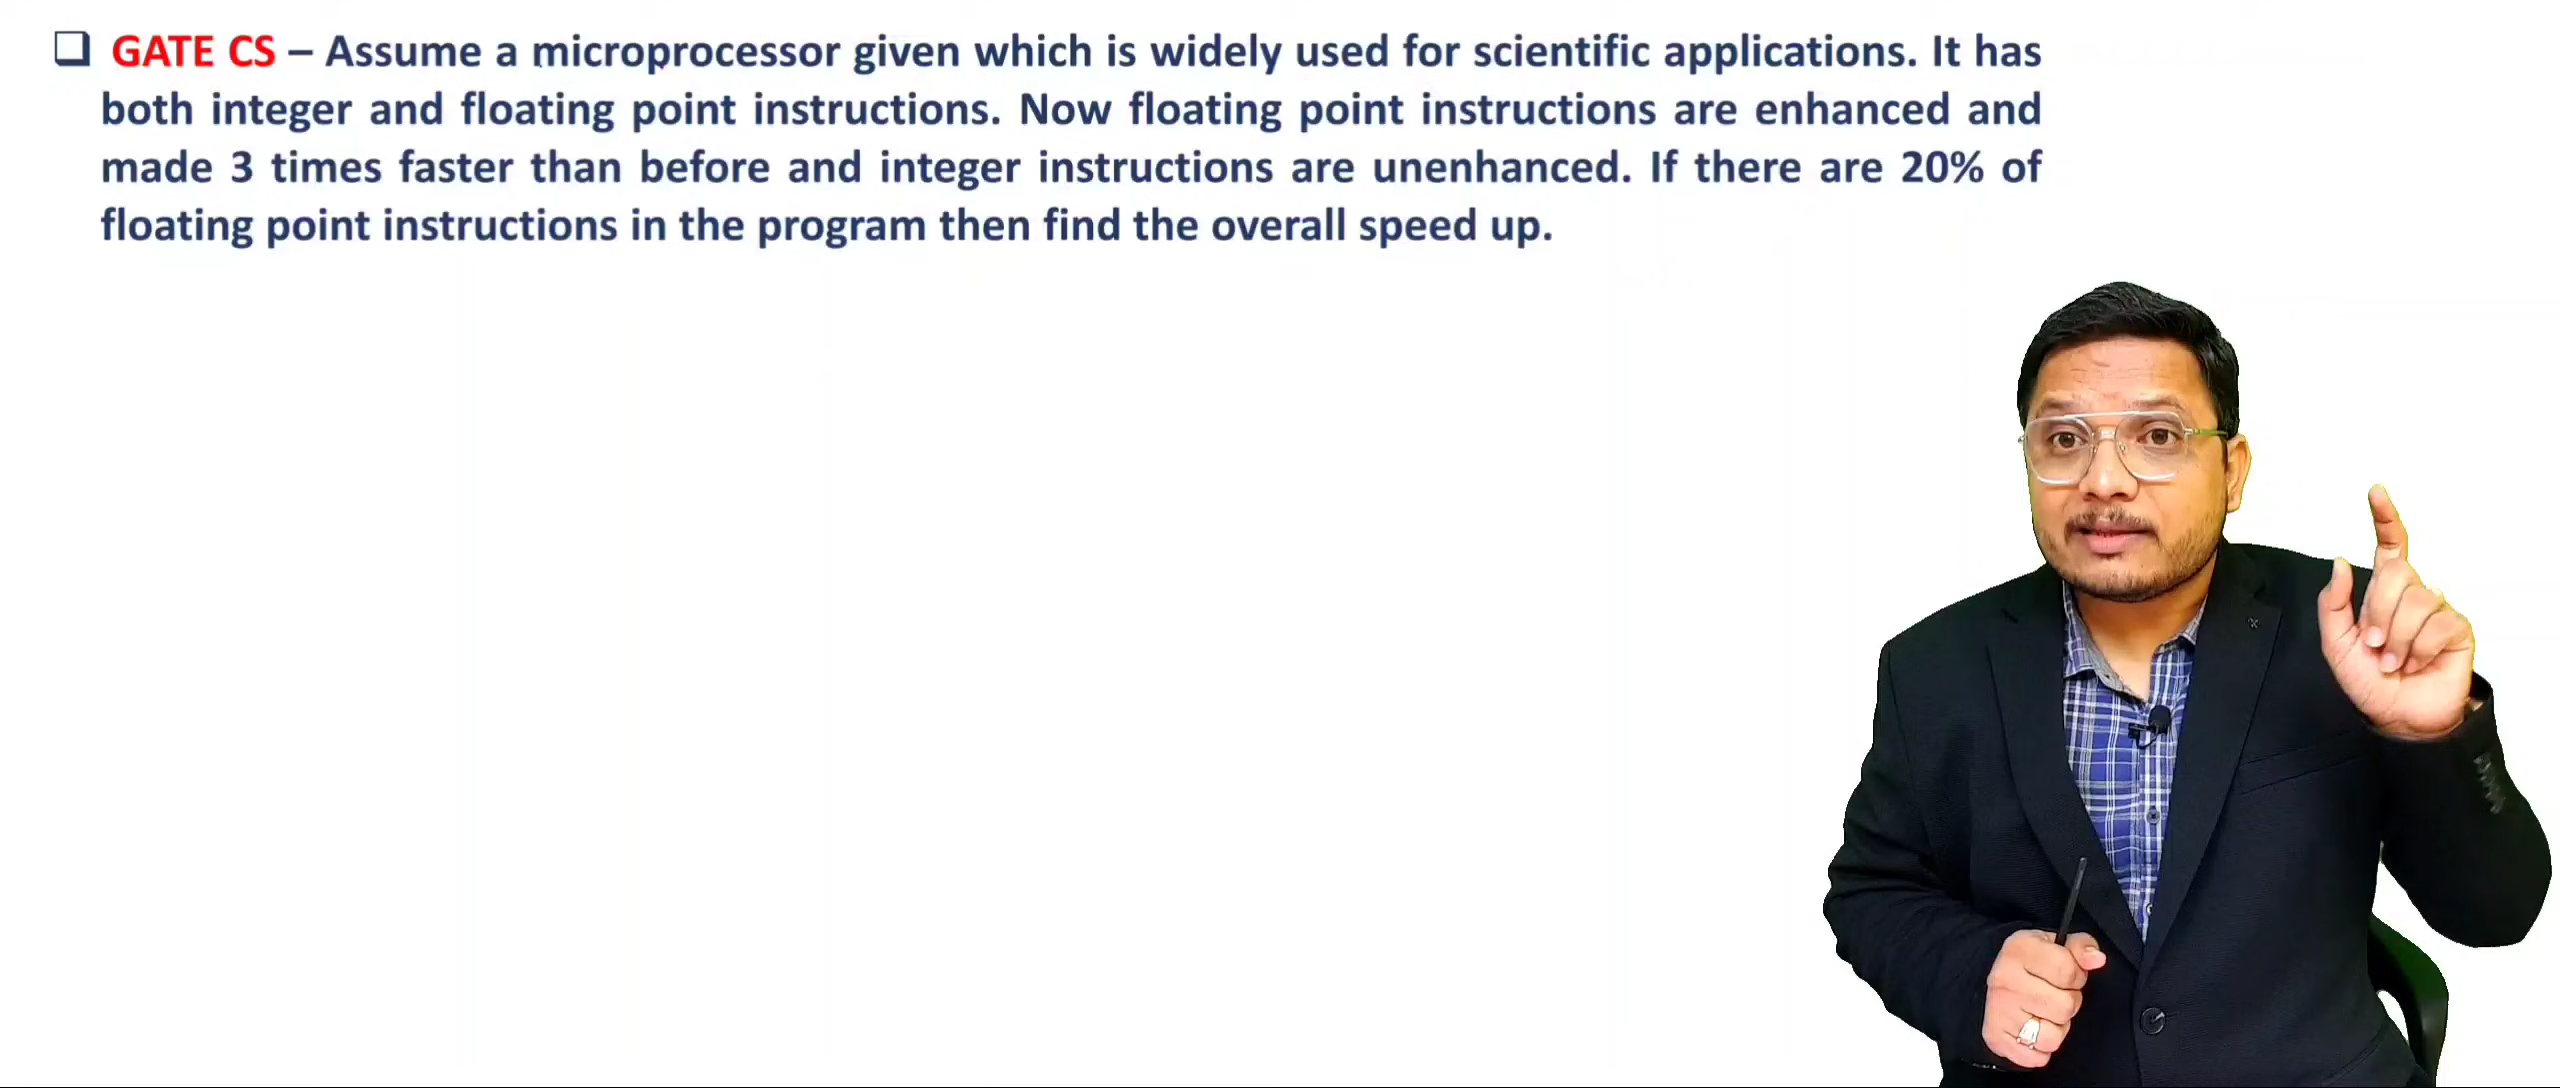 ❑ GATE CS – Assume a microprocessor given which is widely used for scientific applications. It has
both integer and floating point instructions. Now floating point instructions are enhanced and
made 3 times faster than before and integer instructions are unenhanced. If there are 20% of
floating point instructions in the program then find the overall speed up.